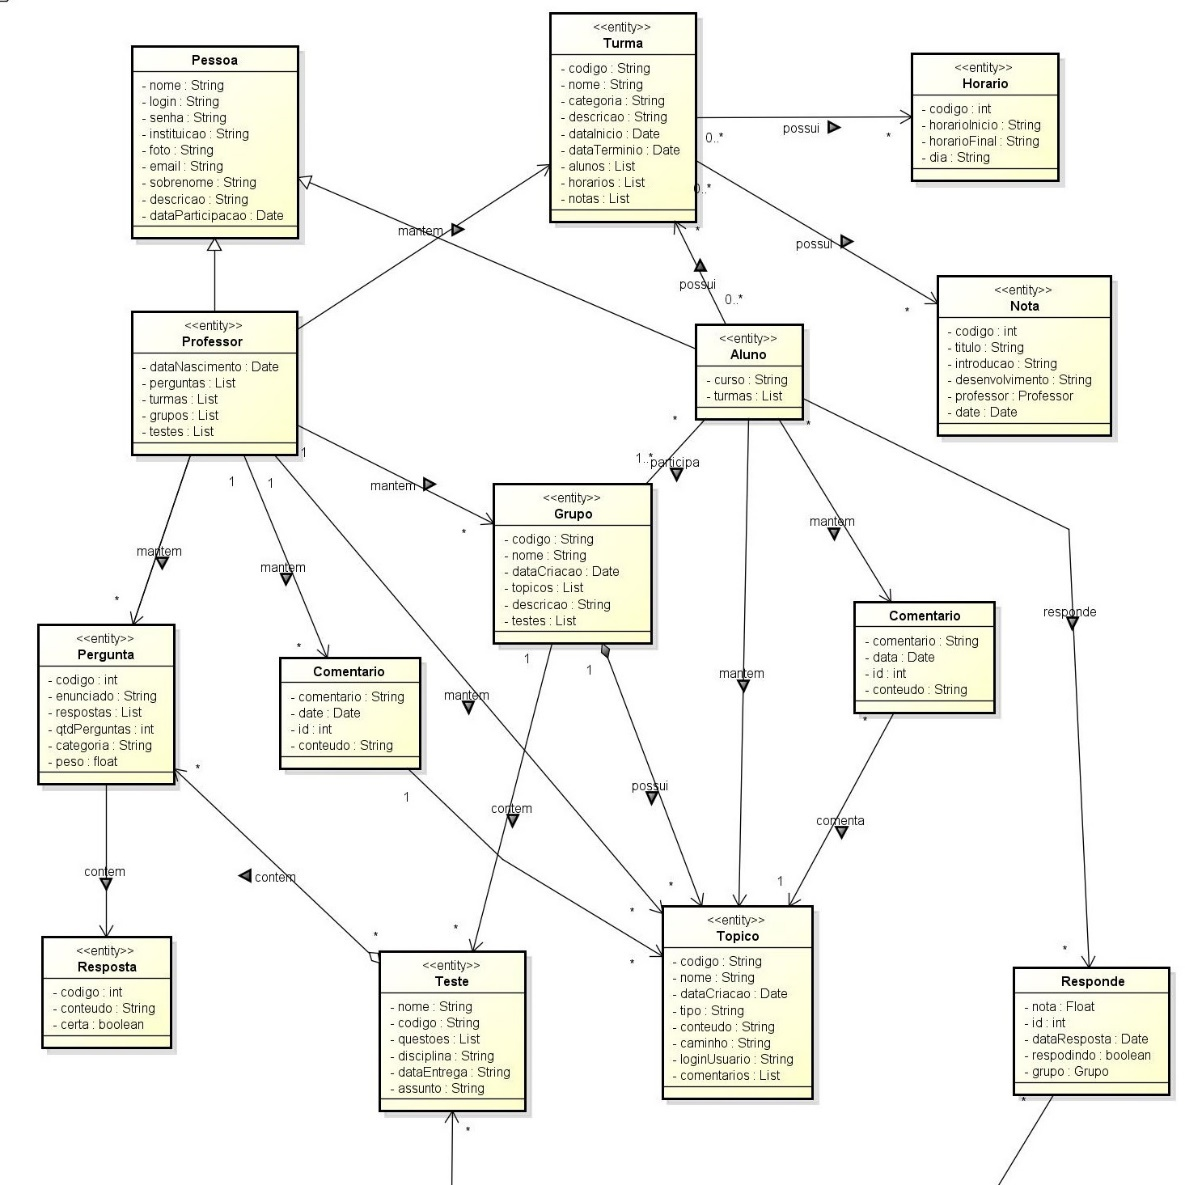 Pessoa
- nome : String
- login : String
- senha : String
- instituicao : String
- foto : String
- email : String
- sobrenome : String
- descricao : String
- dataParticipacao : Date
<<entity>>
Turma
- codigo : String
- nome : String
- categoria : String
- descricao : String
- dataInicio : Date
- dataTerminio : Date
- alunos : List
- horarios : List
- notas : List
<<entity>>
Horario
- codigo : int
- horarioInicio : String
- horarioFinal : String
- dia : String
possui
0..*
*
0..*
possui
*
mantem
*
possui
0..*
<<entity>>
Nota
- codigo : int
- titulo : String
- introducao : String
- desenvolvimento : String
- professor : Professor
- date : Date
<<entity>>
Professor
- dataNascimento : Date
- perguntas : List
- turmas : List
- grupos : List
- testes : List
<<entity>>
Aluno
- curso : String
- turmas : List
*
1..*
participa
*
1
mantem
*
1
1
<<entity>>
Grupo
- codigo : String
- nome : String
- dataCriacao : Date
- topicos : List
- descricao : String
- testes : List
mantem
mantem
*
mantem
*
responde
<<entity>>
Pergunta
- codigo : int
- enunciado : String
- respostas : List
- qtdPerguntas : int
- categoria : String
- peso : float
Comentario
- comentario : String
- date : Date
- id : int
- conteudo : String
Comentario
- comentario : String
- data : Date
- id : int
- conteudo : String
1
1
mantem
mantem
*
*
1
possui
contem
comenta
contem
contem
*
*
*
*
*
1
*
*
<<entity>>
Resposta
- codigo : int
- conteudo : String
- certa : boolean
<<entity>>
Teste
- nome : String
- codigo : String
- questoes : List
- disciplina : String
- dataEntrega : String
- assunto : String
*
<<entity>>
Topico
- codigo : String
- nome : String
- dataCriacao : Date
- tipo : String
- conteudo : String
- caminho : String
- loginUsuario : String
- comentarios : List
Responde
- nota : Float
- id : int
- dataResposta : Date
- respodindo : boolean
- grupo : Grupo
*